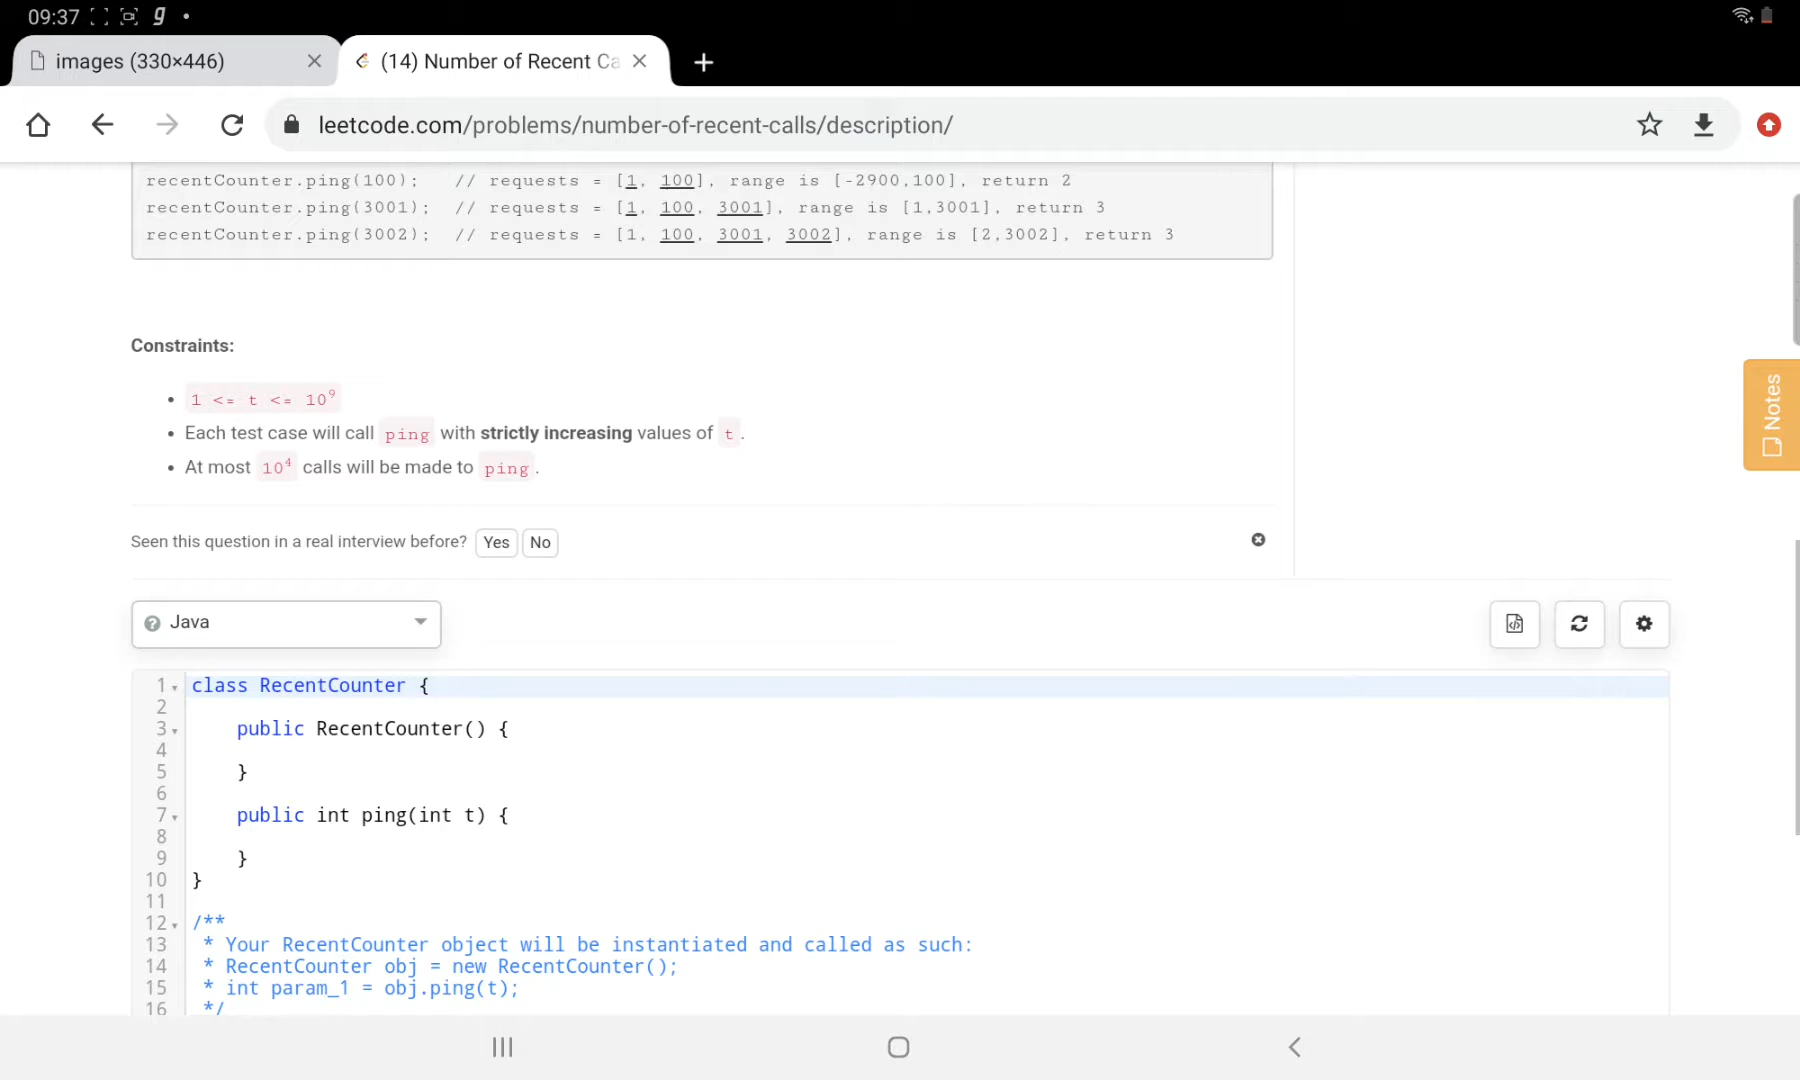 09:37 g
images (330×446)
(14) Number of Recent Ca
leetcode.com/problems/number-of-recent-calls/description/
recentCounter.ping(100);   // requests = [1, 100], range is [-2900,100], return 2
recentCounter.ping(3001);  // requests = [1, 100, 3001], range is [1,3001], return 3
recentCounter.ping(3002);  // requests = [1, 100, 3001, 3002], range is [2,3002], return 3
Constraints:
• 1 <= t <= 10⁹
• Each test case will call ping with strictly increasing values of t.
• At most 10⁴ calls will be made to ping.
Notes
Seen this question in a real interview before? Yes No
Java
1 class RecentCounter {
2
3     public RecentCounter() {
4
5     }
6
7     public int ping(int t) {
8
9     }
10 }
11
12 /**
13  * Your RecentCounter object will be instantiated and called as such:
14  * RecentCounter obj = new RecentCounter();
15  * int param_1 = obj.ping(t);
16  */